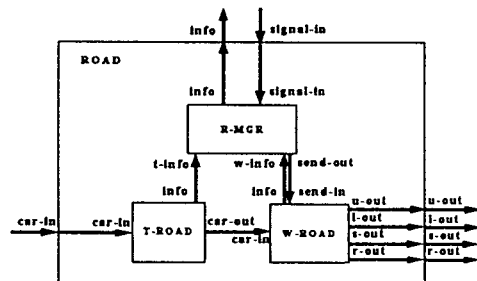 info signal-in
ROAD
info signal-in
R-MGR
t-info w-info send-out
info info send-in
u-out u-out
car-in car-in car-out l-out l-out
T-ROAD car-in W-ROAD s-out s-out
r-out r-out